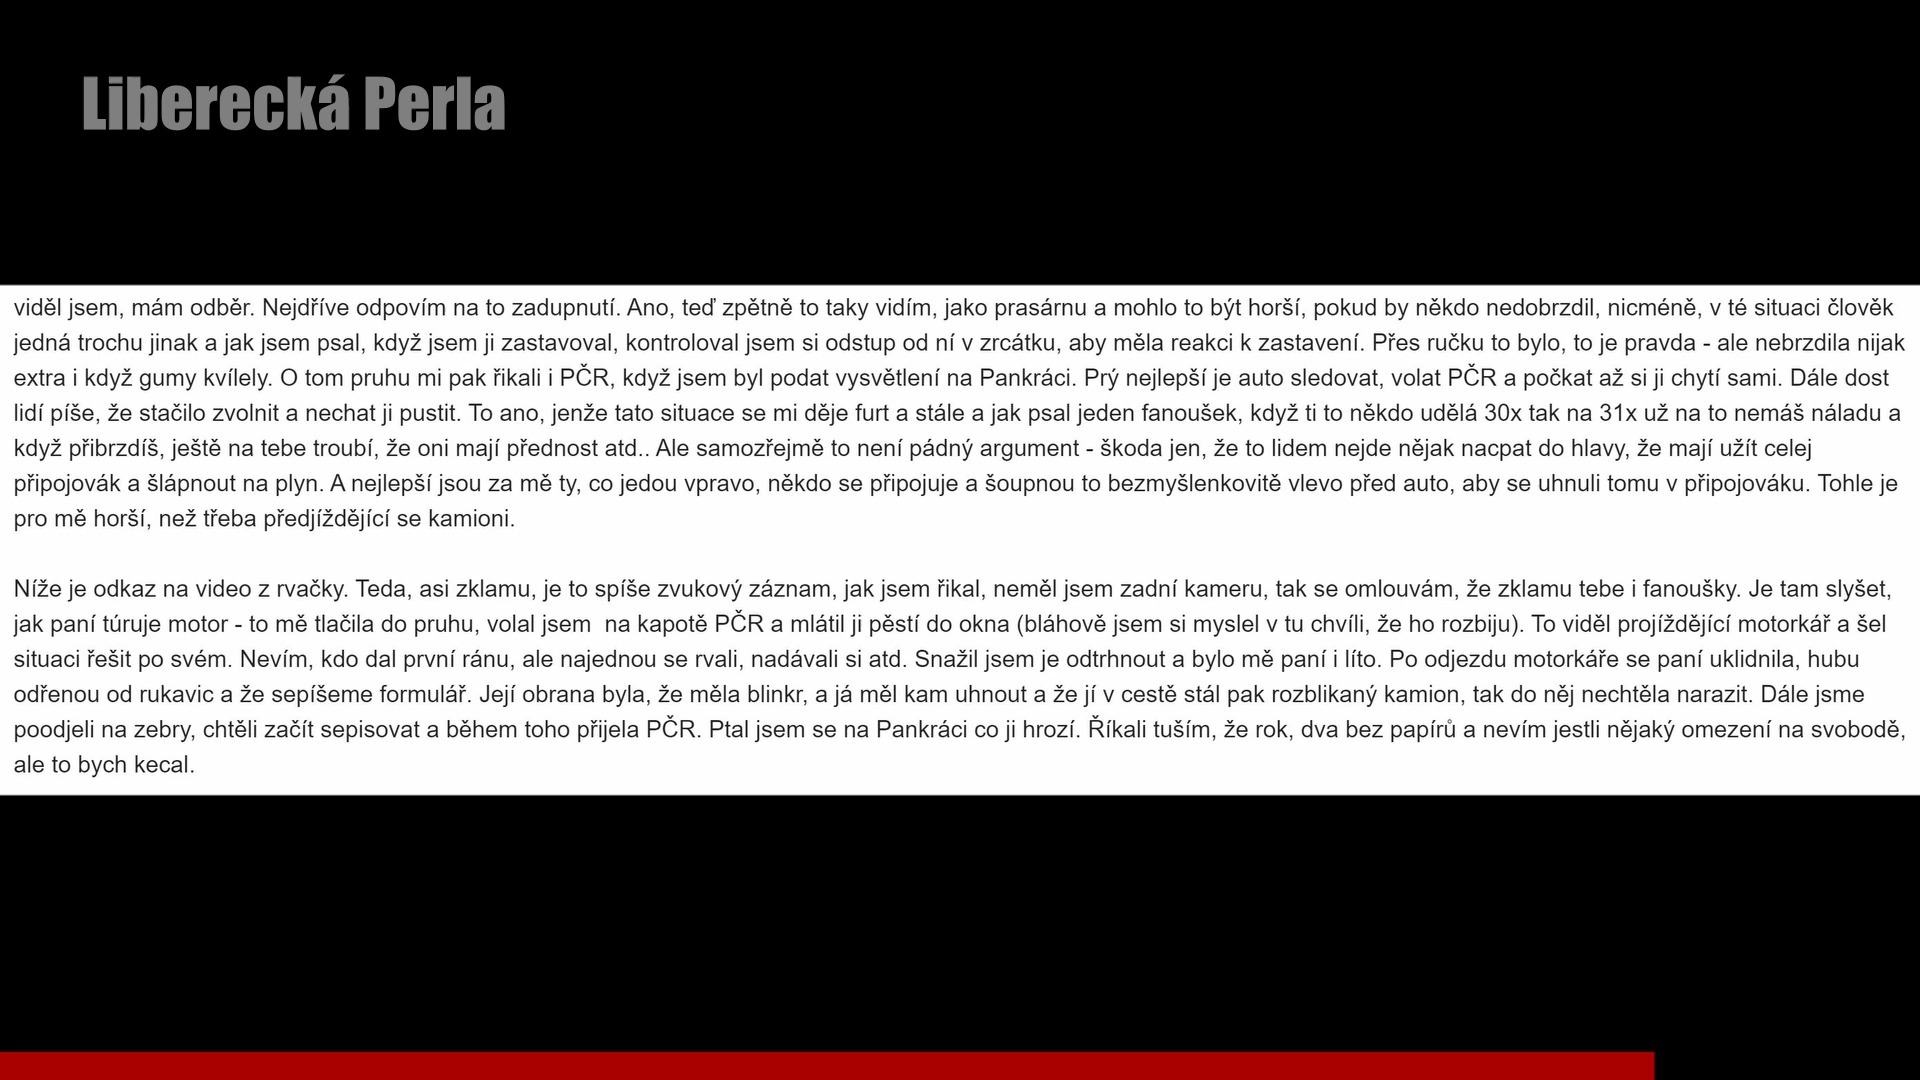 Liberecká Perla
viděl jsem, mám odběr. Nejdříve odpovím na to zadupnutí. Ano, teď zpětně to taky vidím, jako prasárnu a mohlo to být horší, pokud by někdo nedobrzdil, nicméně, v té situaci člověk
jedná trochu jinak a jak jsem psal, když jsem ji zastavoval, kontroloval jsem si odstup od ní v zrcátku, aby měla reakci k zastavení. Přes ručku to bylo, to je pravda - ale nebrzdila nijak
extra i když gumy kvílely. O tom pruhu mi pak řikali i PČR, když jsem byl podat vysvětlení na Pankráci. Prý nejlepší je auto sledovat, volat PČR a počkat až si ji chytí sami. Dále dost
lidí píše, že stačilo zvolnit a nechat ji pustit. To ano, jenže tato situace se mi děje furt a stále a jak psal jeden fanoušek, když ti to někdo udělá 30x tak na 31x už na to nemáš náladu a
když přibrzdíš, ještě na tebe troubí, že oni mají přednost atd.. Ale samozřejmě to není pádný argument - škoda jen, že to lidem nejde nějak nacpat do hlavy, že mají užít celej
připojovák a šlápnout na plyn. A nejlepší jsou za mě ty, co jedou vpravo, někdo se připojuje a šoupnou to bezmyšlenkovitě vlevo před auto, aby se uhnuli tomu v připojováku. Tohle je
pro mě horší, než třeba předjíždějící se kamioni.
Níže je odkaz na video z rvačky. Teda, asi zklamu, je to spíše zvukový záznam, jak jsem řikal, neměl jsem zadní kameru, tak se omlouvám, že zklamu tebe i fanoušky. Je tam slyšet,
jak paní túruje motor - to mě tlačila do pruhu, volal jsem  na kapotě PČR a mlátil ji pěstí do okna (bláhově jsem si myslel v tu chvíli, že ho rozbiju). To viděl projíždějící motorkář a šel
situaci řešit po svém. Nevím, kdo dal první ránu, ale najednou se rvali, nadávali si atd. Snažil jsem je odtrhnout a bylo mě paní i líto. Po odjezdu motorkáře se paní uklidnila, hubu
odřenou od rukavic a že sepíšeme formulář. Její obrana byla, že měla blinkr, a já měl kam uhnout a že jí v cestě stál pak rozblikaný kamion, tak do něj nechtěla narazit. Dále jsme
poodjeli na zebry, chtěli začít sepisovat a během toho přijela PČR. Ptal jsem se na Pankráci co ji hrozí. Říkali tuším, že rok, dva bez papírů a nevím jestli nějaký omezení na svobodě,
ale to bych kecal.